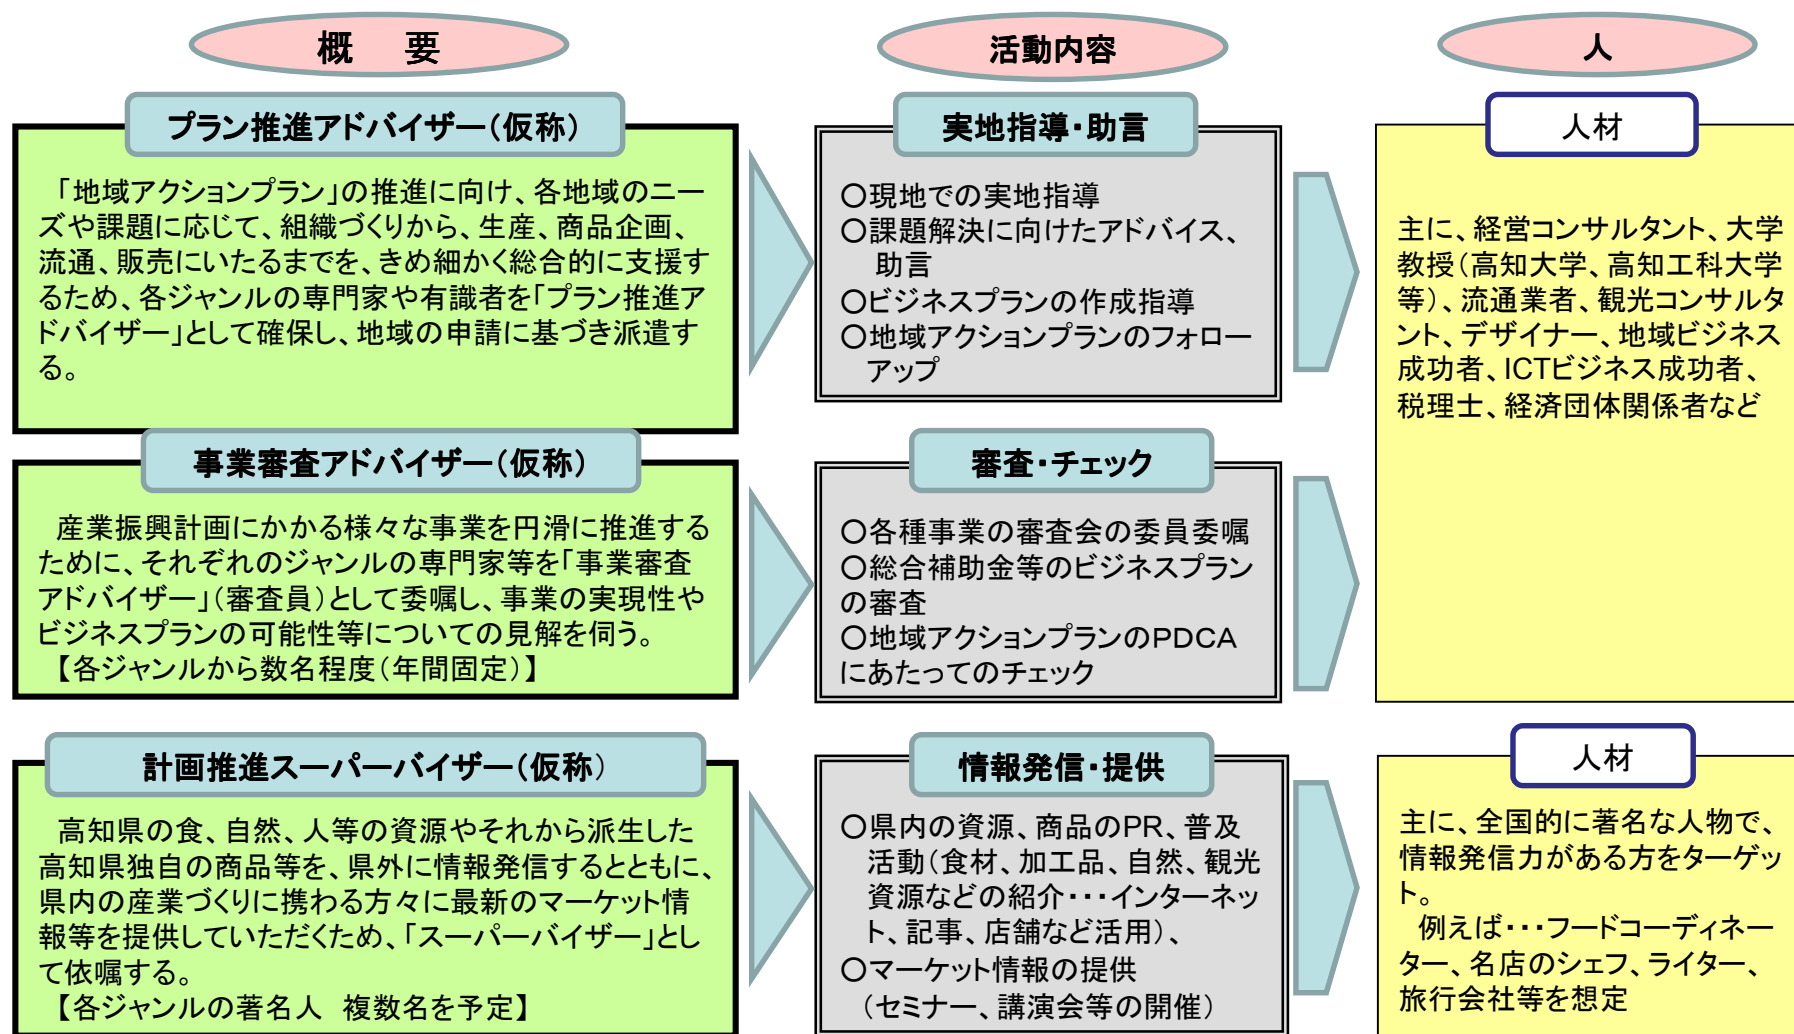 概　要
活動内容
人
プラン推進アドバイザー（仮称）
「地域アクションプラン」の推進に向け、各地域のニー
ズや課題に応じて、組織づくりから、生産、商品企画、
流通、販売にいたるまでを、きめ細かく総合的に支援す
るため、各ジャンルの専門家や有識者を「プラン推進ア
ドバイザー」として確保し、地域の申請に基づき派遣す
る。
実地指導・助言
○現地での実地指導
○課題解決に向けたアドバイス、
助言
○ビジネスプランの作成指導
○地域アクションプランのフォロー
アップ
人材
主に、経営コンサルタント、大学
教授（高知大学、高知工科大学
等）、流通業者、観光コンサルタ
ント、デザイナー、地域ビジネス
成功者、ICTビジネス成功者、
税理士、経済団体関係者など
事業審査アドバイザー（仮称）
産業振興計画にかかる様々な事業を円滑に推進する
ために、それぞれのジャンルの専門家等を「事業審査
アドバイザー」（審査員）として委嘱し、事業の実現性や
ビジネスプランの可能性等についての見解を伺う。
【各ジャンルから数名程度（年間固定）】
審査・チェック
○各種事業の審査会の委員委嘱
○総合補助金等のビジネスプラン
の審査
○地域アクションプランのPDCA
にあたってのチェック
計画推進スーパーバイザー（仮称）
高知県の食、自然、人等の資源やそれから派生した
高知県独自の商品等を、県外に情報発信するとともに、
県内の産業づくりに携わる方々に最新のマーケット情
報等を提供していただくため、「スーパーバイザー」とし
て依嘱する。
【各ジャンルの著名人　複数名を予定】
情報発信・提供
○県内の資源、商品のPR、普及
活動（食材、加工品、自然、観光
資源などの紹介・・・インターネッ
ト、記事、店舗など活用）、
○マーケット情報の提供
（セミナー、講演会等の開催）
人材
主に、全国的に著名な人物で、
情報発信力がある方をターゲッ
ト。
例えば・・・フードコーディネー
ター、名店のシェフ、ライター、
旅行会社等を想定